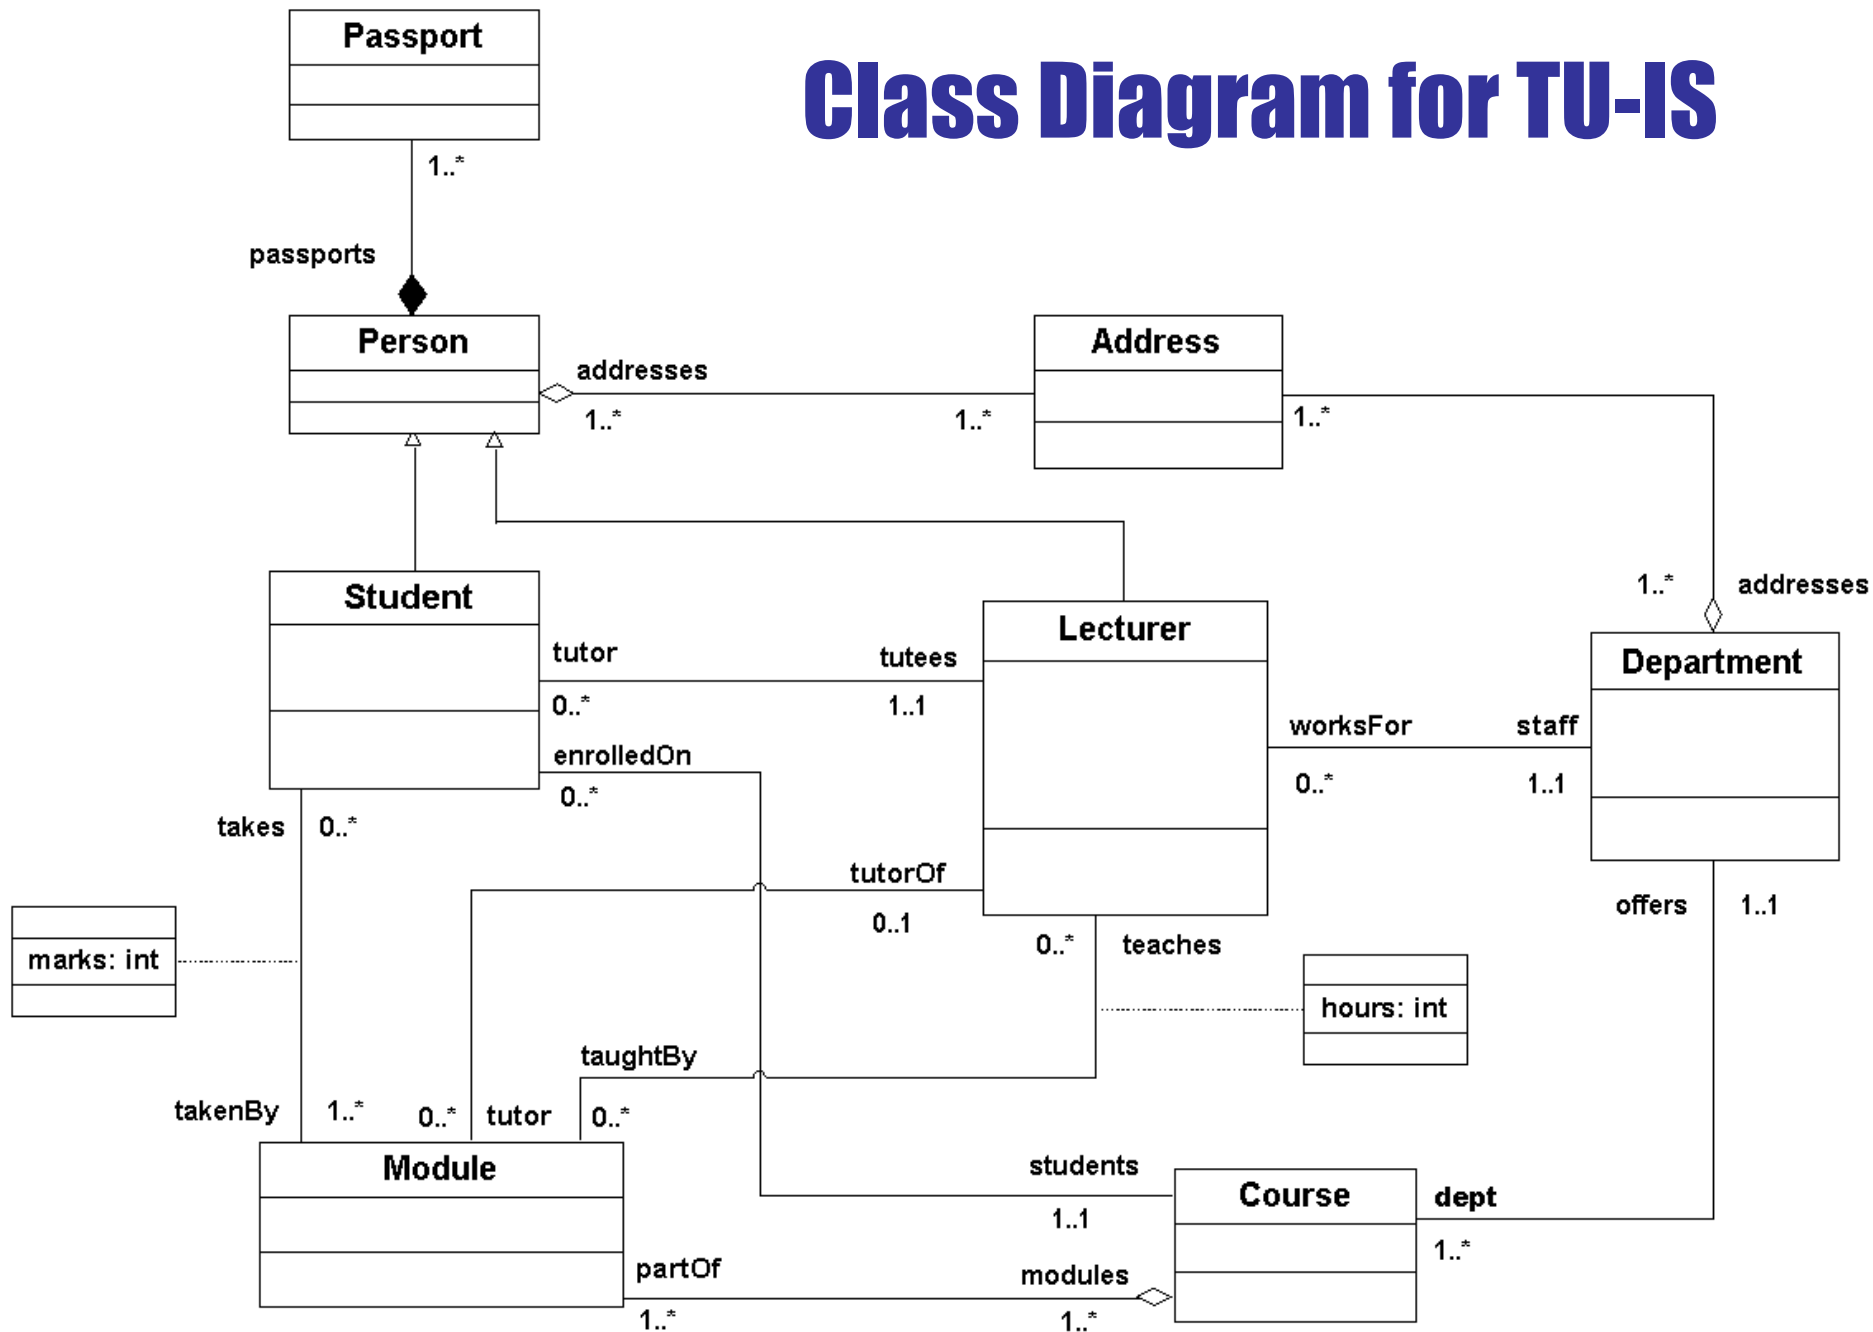 Class Diagram for TU-IS
Passport
1..*
passports
Person
Address
addresses
1..*
1..*
1..*
1..*
addresses
Student
Lecturer
Department
tutor
tutees
0..*
1..1
worksFor
staff
0..*
1..1
enrolledOn
0..*
takes
0..*
tutorOf
0..1
offers
1..1
0..*
teaches
marks: int
hours: int
taughtBy
takenBy
1..*
0..*
tutor
0..*
Module
students
1..1
Course
dept
1..*
partOf
modules
1..*
1..*